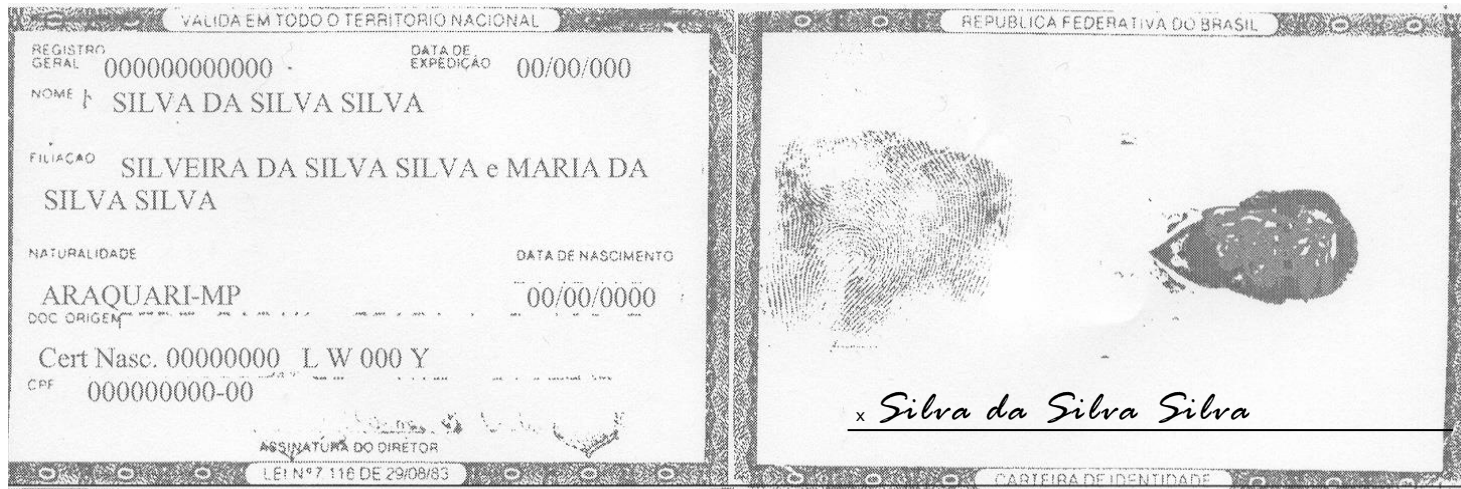 VALIDA EM TODO O TERRITORIO NACIONAL
REGISTRO GERAL 000000000000 DATA DE EXPEDIÇÃO 00/00/000
NOME SILVA DA SILVA SILVA
FILIAÇÃO SILVEIRA DA SILVA SILVA e MARIA DA
SILVA SILVA
NATURALIDADE DATA DE NASCIMENTO
ARAQUARI-MP 00/00/0000
DOC ORIGEM
Cert Nasc. 00000000 L W 000 Y
CPF 000000000-00
ASSINATURA DO DIRETOR
LEI Nº 7.116 DE 29/08/83
REPUBLICA FEDERATIVA DO BRASIL
x Silva da Silva Silva
CARTEIRA DE IDENTIDADE